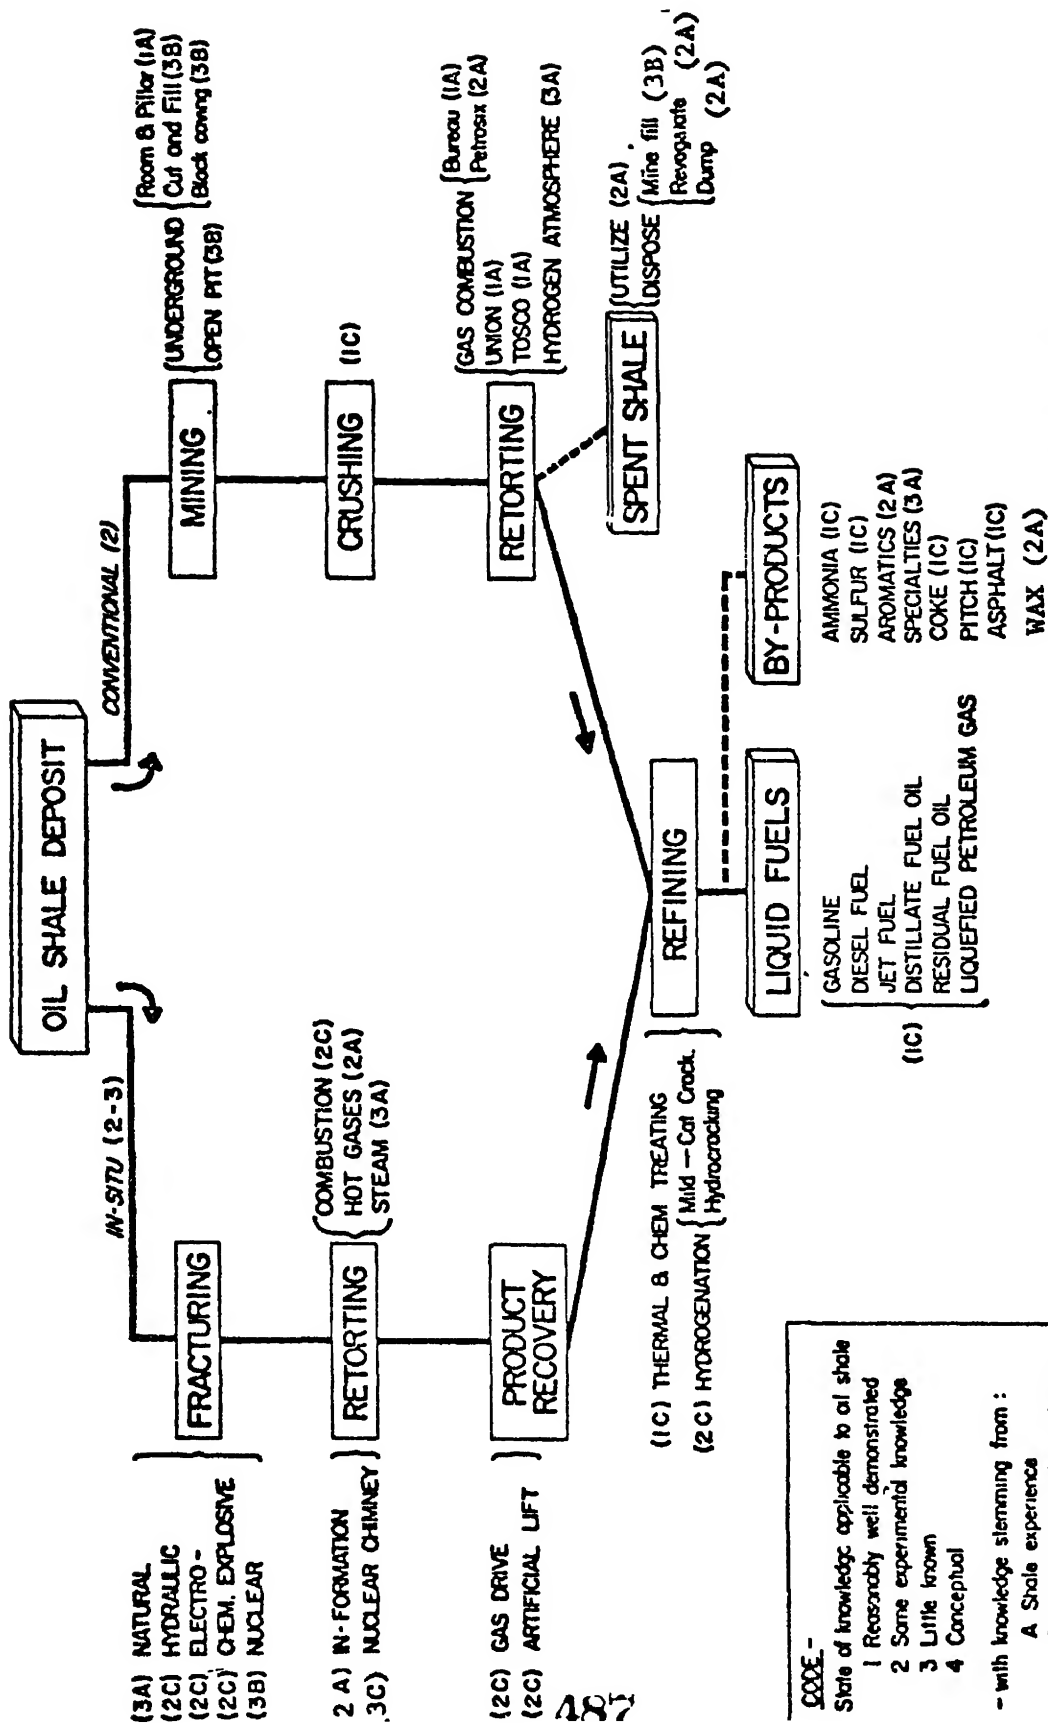 OIL SHALE DEPOSIT
IN-SITU (2-3)
CONVENTIONAL (2)
(3A) NATURAL
(2C) HYDRAULIC
(2C) ELECTRO-
(2C) CHEM. EXPLOSIVE
(3B) NUCLEAR
FRACTURING
MINING
UNDERGROUND
OPEN PIT (3B)
Room & Pillar (1A)
Cut and Fill (3B)
Block caving (3B)
2A) IN-FORMATION
3C) NUCLEAR CHIMNEY
RETORTING
COMBUSTION (2C)
HOT GASES (2A)
STEAM (3A)
CRUSHING
(1C)
(2C) GAS DRIVE
(2C) ARTIFICIAL LIFT
PRODUCT
RECOVERY
RETORTING
GAS COMBUSTION
Bureau (1A)
Petrosix (2A)
UNION (1A)
TOSCO (1A)
HYDROGEN ATMOSPHERE (3A)
SPENT SHALE
UTILIZE (2A)
DISPOSE
Mine fill (3B)
Revegatate (2A)
Dump (2A)
(1C) THERMAL & CHEM TREATING
(2C) HYDROGENATION
Mild — Cat Crack.
Hydrocracking
REFINING
LIQUID FUELS
BY-PRODUCTS
(1C)
GASOLINE
DIESEL FUEL
JET FUEL
DISTILLATE FUEL OIL
RESIDUAL FUEL OIL
LIQUEFIED PETROLEUM GAS
AMMONIA (1C)
SULFUR (1C)
AROMATICS (2A)
SPECIALTIES (3A)
COKE (1C)
PITCH (1C)
ASPHALT (1C)
WAX (2A)
CODE-
State of knowledge applicable to oil shale
1 Reasonably well demonstrated
2 Some experimental knowledge
3 Little known
4 Conceptual
- with knowledge stemming from :
A Shale experience
487